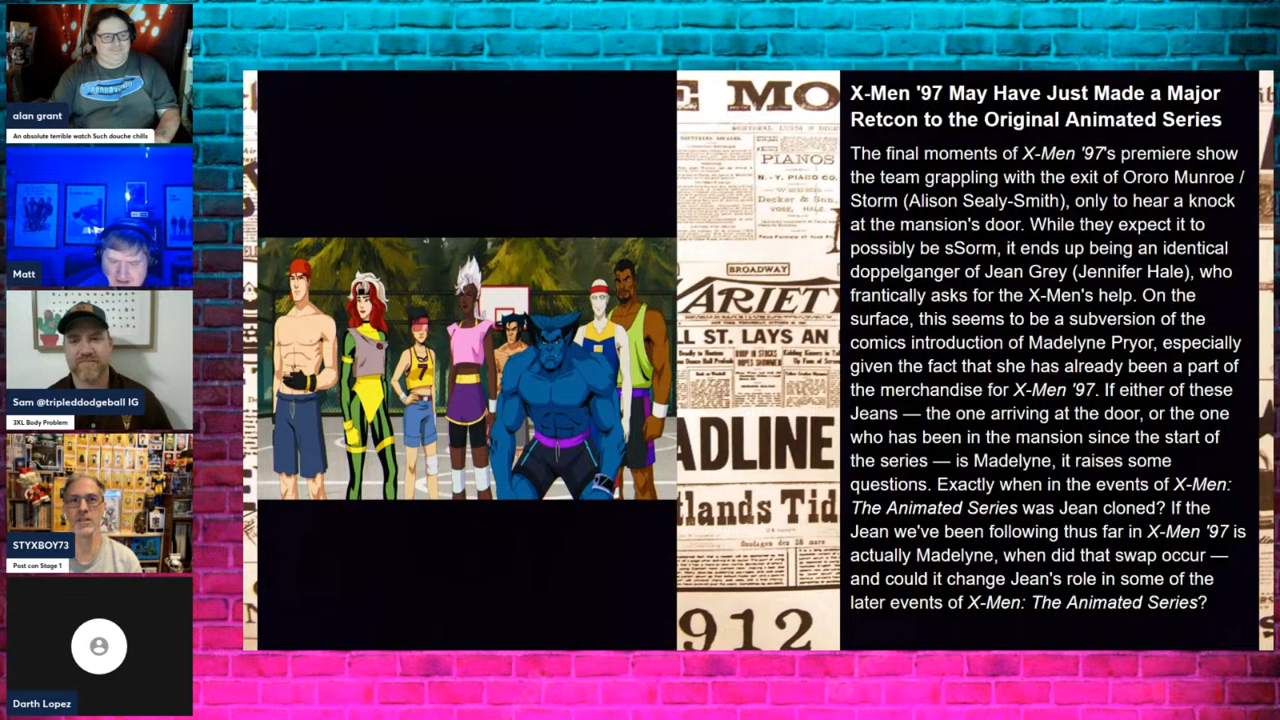 alan grant
An absolute terrible watch Such douche chills
Matt
Sam @tripleddodgeball IG
3XL Body Problem
STYXBOY73
Post con Stage 1
Darth Lopez
E MO
PIANOS
N.-Y. PIANO CO.
WEBER
Decker & Son,
VOSE, HALE,
BROADWAY
ARIETY
LL ST. LAYS AN
ADLINE
tlands Tid
1912
X-Men '97 May Have Just Made a Major
Retcon to the Original Animated Series
The final moments of X-Men '97's premiere show
the team grappling with the exit of Ororo Munroe /
Storm (Alison Sealy-Smith), only to hear a knock
at the mansion's door. While they expect it to
possibly be sSorm, it ends up being an identical
doppelganger of Jean Grey (Jennifer Hale), who
frantically asks for the X-Men's help. On the
surface, this seems to be a subversion of the
comics introduction of Madelyne Pryor, especially
given the fact that she has already been part of
the merchandise for X-Men '97. If either of these
Jeans — the one arriving at the door, or the one
who has been in the mansion since the start of
the series — is Madelyne, it raises some
questions. Exactly when in the events of X-Men:
The Animated Series was Jean cloned? If the
Jean we've been following thus far in X-Men '97 is
actually Madelyne, when did that swap occur —
and could it change Jean's role in some of the
later events of X-Men: The Animated Series?